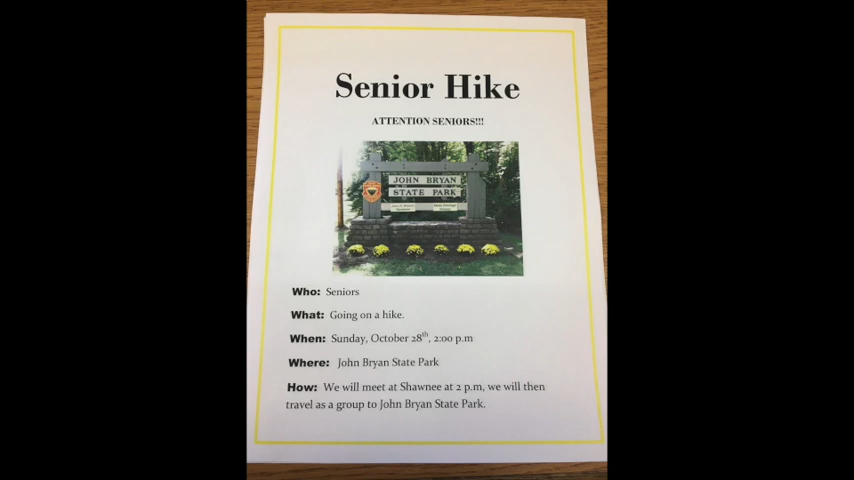 Senior Hike
ATTENTION SENIORS!!!
JOHN BRYAN
STATE PARK
Who: Seniors
What: Going on a hike.
When: Sunday, October 28th, 2:00 p.m
Where: John Bryan State Park
How: We will meet at Shawnee at 2 p.m, we will then
travel as a group to John Bryan State Park.